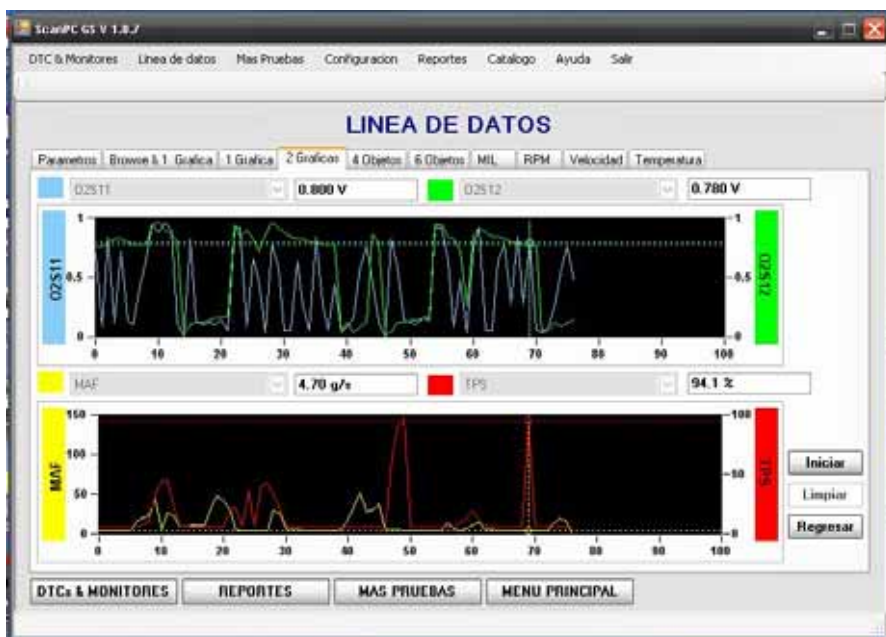 ScanPC GS V 1.0.7
DTC & Monitores Linea de datos Mas Pruebas Configuracion Reportes Catalogo Ayuda Salir
LINEA DE DATOS
Parametros Browse & 1 Grafica 1 Grafica 2 Graficas 4 Objetos 6 Objetos MIL RPM Velocidad Temperatura
O2S11 0.800 V O2S12 0.780 V
O2S11
1
0.5
0
1
0.5
0
O2S12
0 10 20 30 40 50 60 70 80 90 100
MAF 4.70 g/s TPS 94.1 %
MAF
150
100
50
0
100
50
0
TPS
0 10 20 30 40 50 60 70 80 90 100
Iniciar
Limpiar
Regresar
DTCs & MONITORES REPORTES MAS PRUEBAS MENU PRINCIPAL